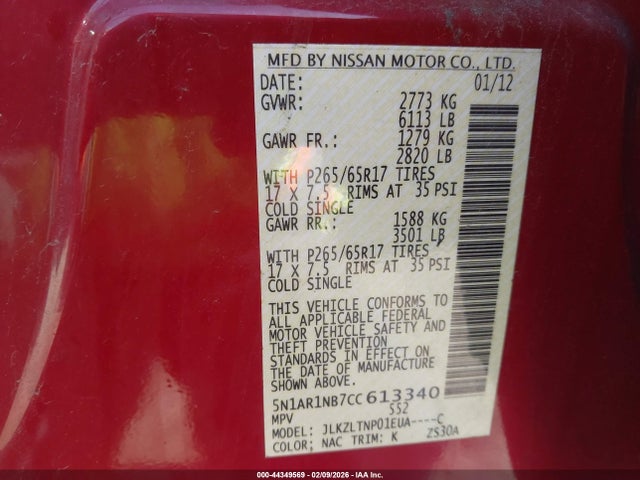 MFD BY NISSAN MOTOR CO., LTD.
DATE: 01/12
GVWR: 2773 KG
6113 LB
GAWR FR.: 1279 KG
2820 LB
WITH P265/65R17 TIRES
17 X 7.5 RIMS AT 35 PSI
COLD SINGLE
GAWR RR.: 1588 KG
3501 LB
WITH P265/65R17 TIRES,
17 X 7.5 RIMS AT 35 PSI
COLD SINGLE
THIS VEHICLE CONFORMS TO
ALL APPLICABLE FEDERAL
MOTOR VEHICLE SAFETY AND
THEFT PREVENTION
STANDARDS IN EFFECT ON
THE DATE OF MANUFACTURE
SHOWN ABOVE.
5N1AR1NB7CC613340
MPV S52
MODEL: JLKZLTNP01EUA----C
COLOR; NAC TRIM: K ZS30A
000-44349569 - 02/09/2026 - IAAI.com